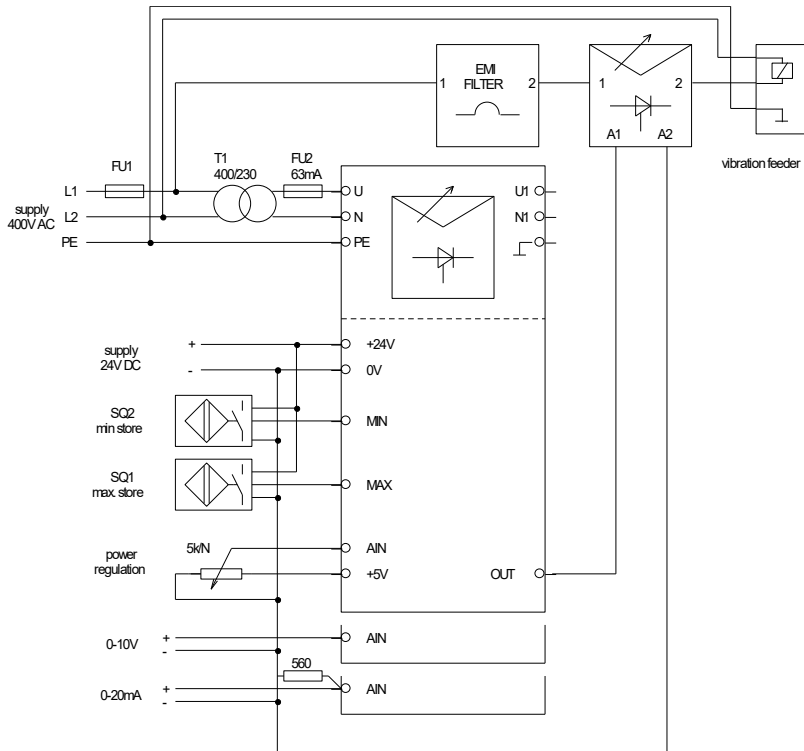 EMI
FILTER
1
2
1
2
A1
A2
vibration feeder
FU1
T1
400/230
FU2
63mA
L1
L2
PE
supply
400V AC
U
N
PE
U1
N1
supply
24V DC
+
-
+24V
0V
SQ2
min store
MIN
SQ1
max. store
MAX
power
regulation
5k/N
AIN
+5V
OUT
0-10V
+
-
AIN
560
0-20mA
+
-
AIN